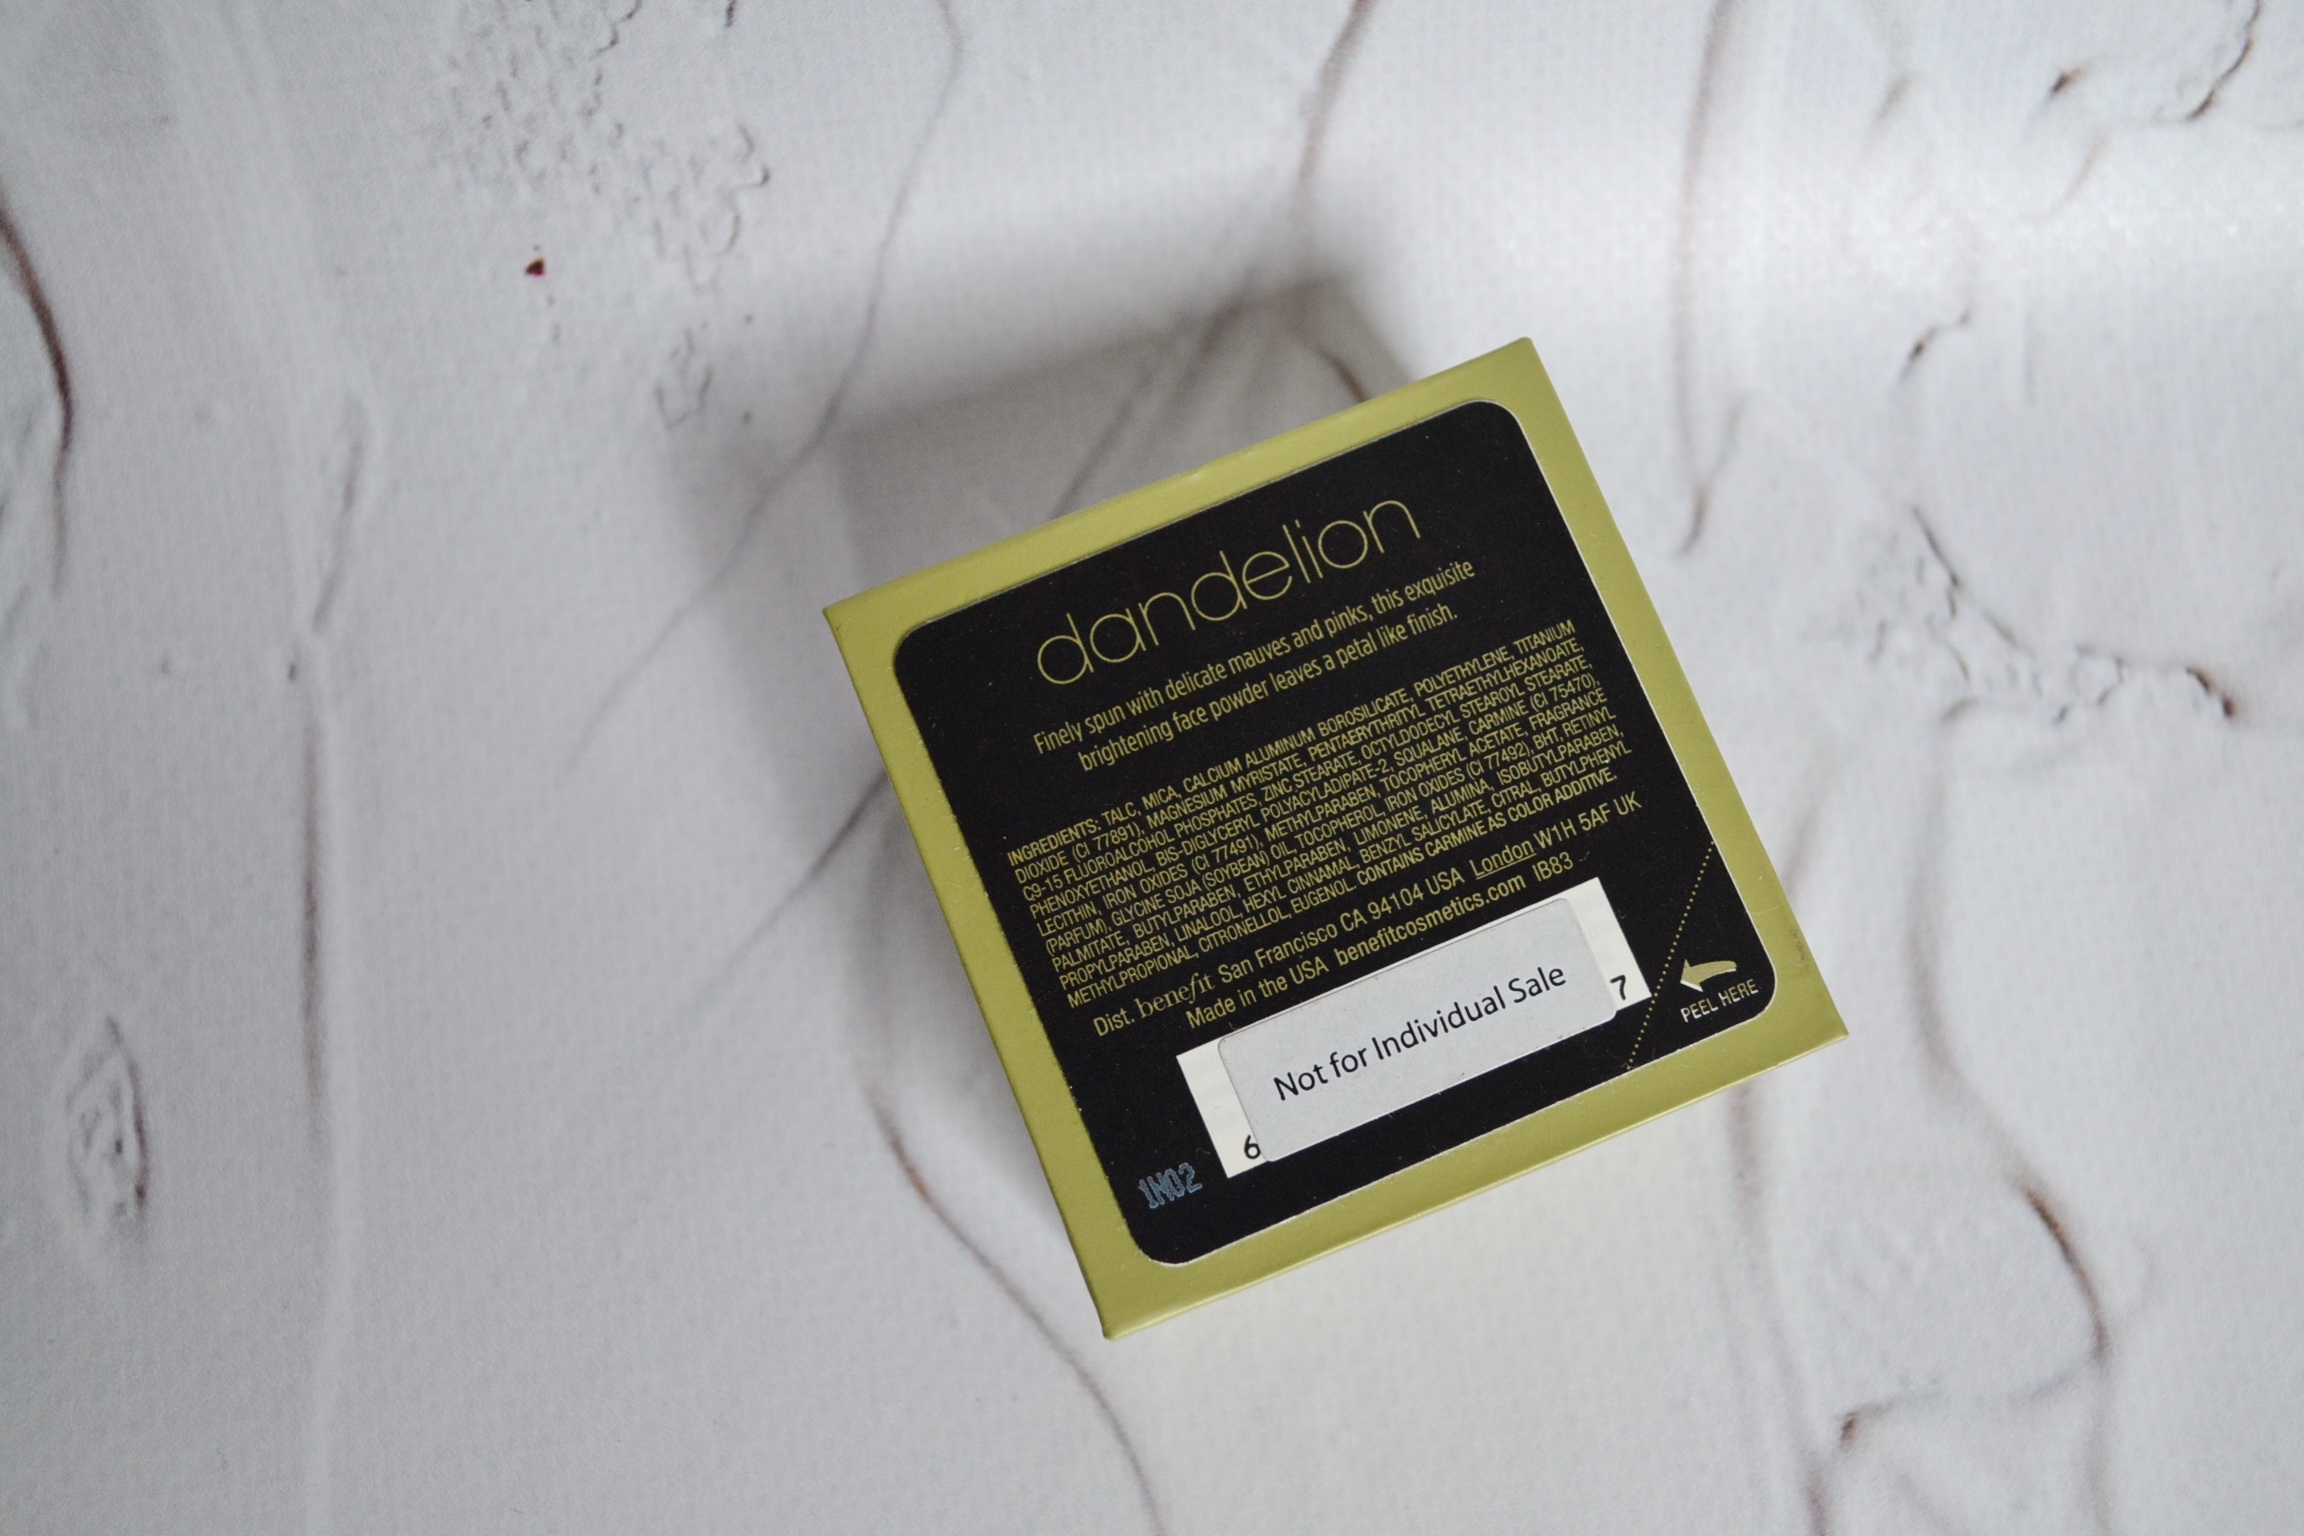 dandelion
Finely spun with delicate mauves and pinks, this exquisite
brightening face powder leaves a petal like finish.
INGREDIENTS: TALC, MICA, CALCIUM ALUMINUM BOROSILICATE, POLYETHYLENE, TITANIUM
DIOXIDE (CI 77891), MAGNESIUM MYRISTATE, PENTAERYTHRITYL TETRAETHYLHEXANOATE,
C9-15 FLUOROALCOHOL PHOSPHATES, ZINC STEARATE, OCTYLDODECYL STEAROYL STEARATE,
PHENOXYETHANOL, BIS-DIGLYCERYL POLYACYLADIPATE-2, SQUALANE, CARMINE (CI 75470),
LECITHIN, IRON OXIDES (CI 77491), METHYLPARABEN, TOCOPHERYL ACETATE, FRAGRANCE
(PARFUM), GLYCINE SOJA (SOYBEAN) OIL, TOCOPHEROL, IRON OXIDES (CI 77492), BHT, RETINYL
PALMITATE, BUTYLPARABEN, ETHYLPARABEN, LIMONENE, ALUMINA, ISOBUTYLPARABEN,
PROPYLPARABEN, LINALOOL, HEXYL CINNAMAL, BENZYL SALICYLATE, CITRAL, BUTYLPHENYL
METHYLPROPIONAL, CITRONELLOL, EUGENOL. CONTAINS CARMINE AS COLOR ADDITIVE.
Dist. benefit San Francisco CA 94104 USA London W1H 5AF UK
Made in the USA benefitcosmetics.com IB83
Not for Individual Sale
6 7
PEEL HERE
1N02